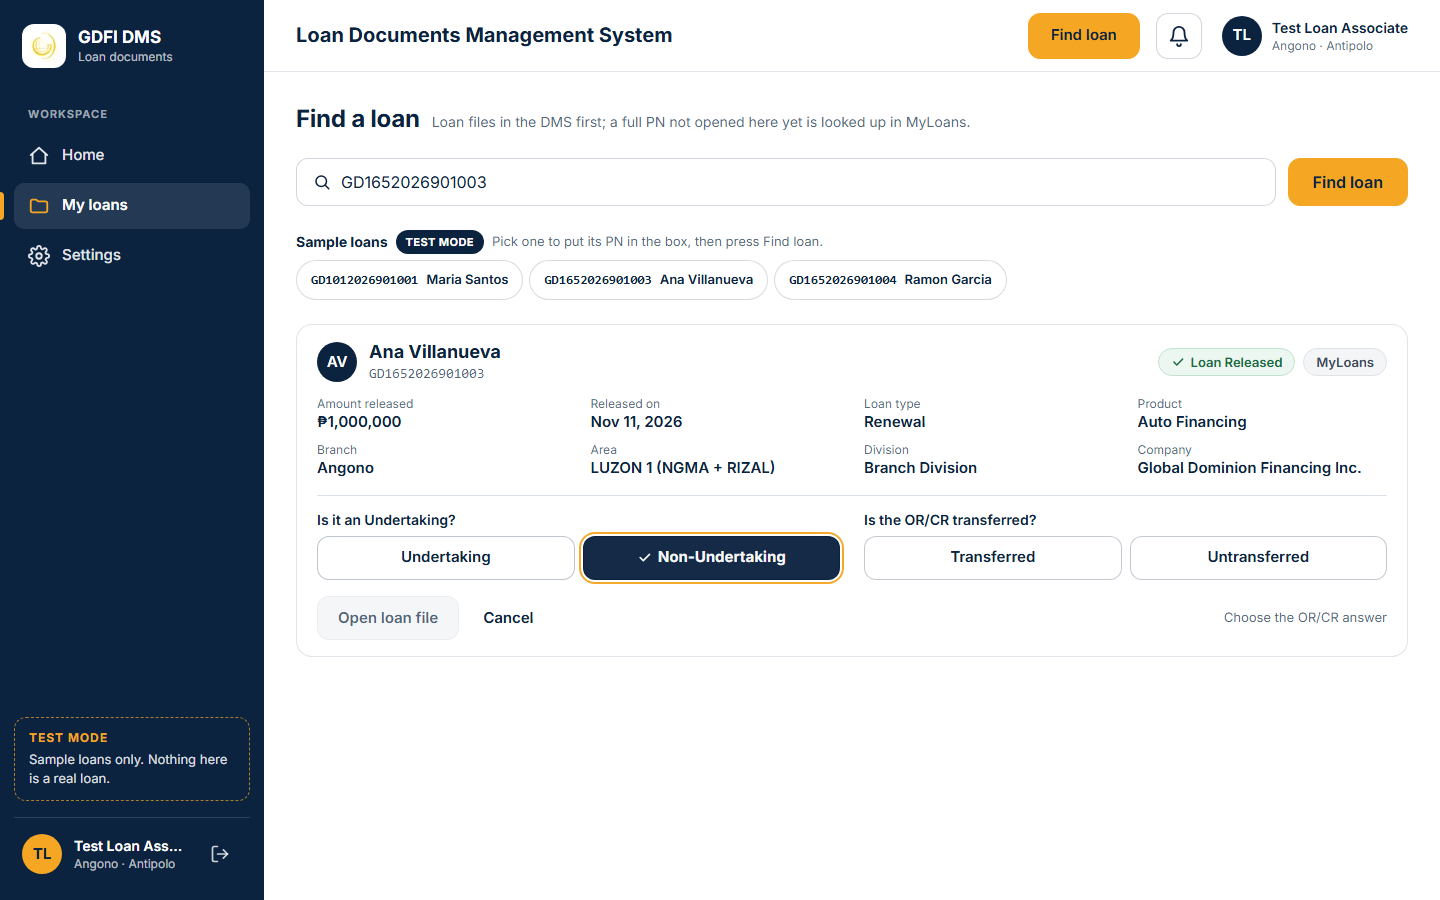 GDFI DMS
Loan documents
WORKSPACE
Home
My loans
Settings
TEST MODE
Sample loans only. Nothing here
is a real loan.
TL
Test Loan Ass...
Angono · Antipolo
Loan Documents Management System
Find loan
TL
Test Loan Associate
Angono · Antipolo
Find a loan
Loan files in the DMS first; a full PN not opened here yet is looked up in MyLoans.
GD1652026901003
Find loan
Sample loans TEST MODE Pick one to put its PN in the box, then press Find loan.
GD1012026901001 Maria Santos
GD1652026901003 Ana Villanueva
GD1652026901004 Ramon Garcia
AV
Ana Villanueva
GD1652026901003
Loan Released
MyLoans
Amount released
₱1,000,000
Released on
Nov 11, 2026
Loan type
Renewal
Product
Auto Financing
Branch
Angono
Area
LUZON 1 (NGMA + RIZAL)
Division
Branch Division
Company
Global Dominion Financing Inc.
Is it an Undertaking?
Undertaking
Non-Undertaking
Is the OR/CR transferred?
Transferred
Untransferred
Open loan file
Cancel
Choose the OR/CR answer